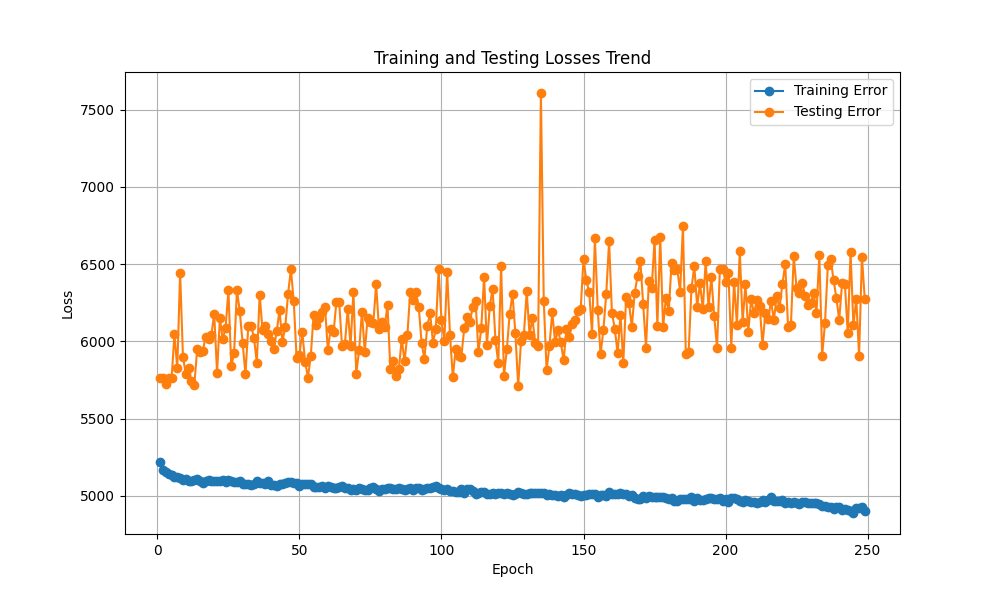 Training and Testing Losses Trend
Training Error
Testing Error
7500
7000
6500
6000
5500
5000
Loss
0
50
100
150
200
250
Epoch